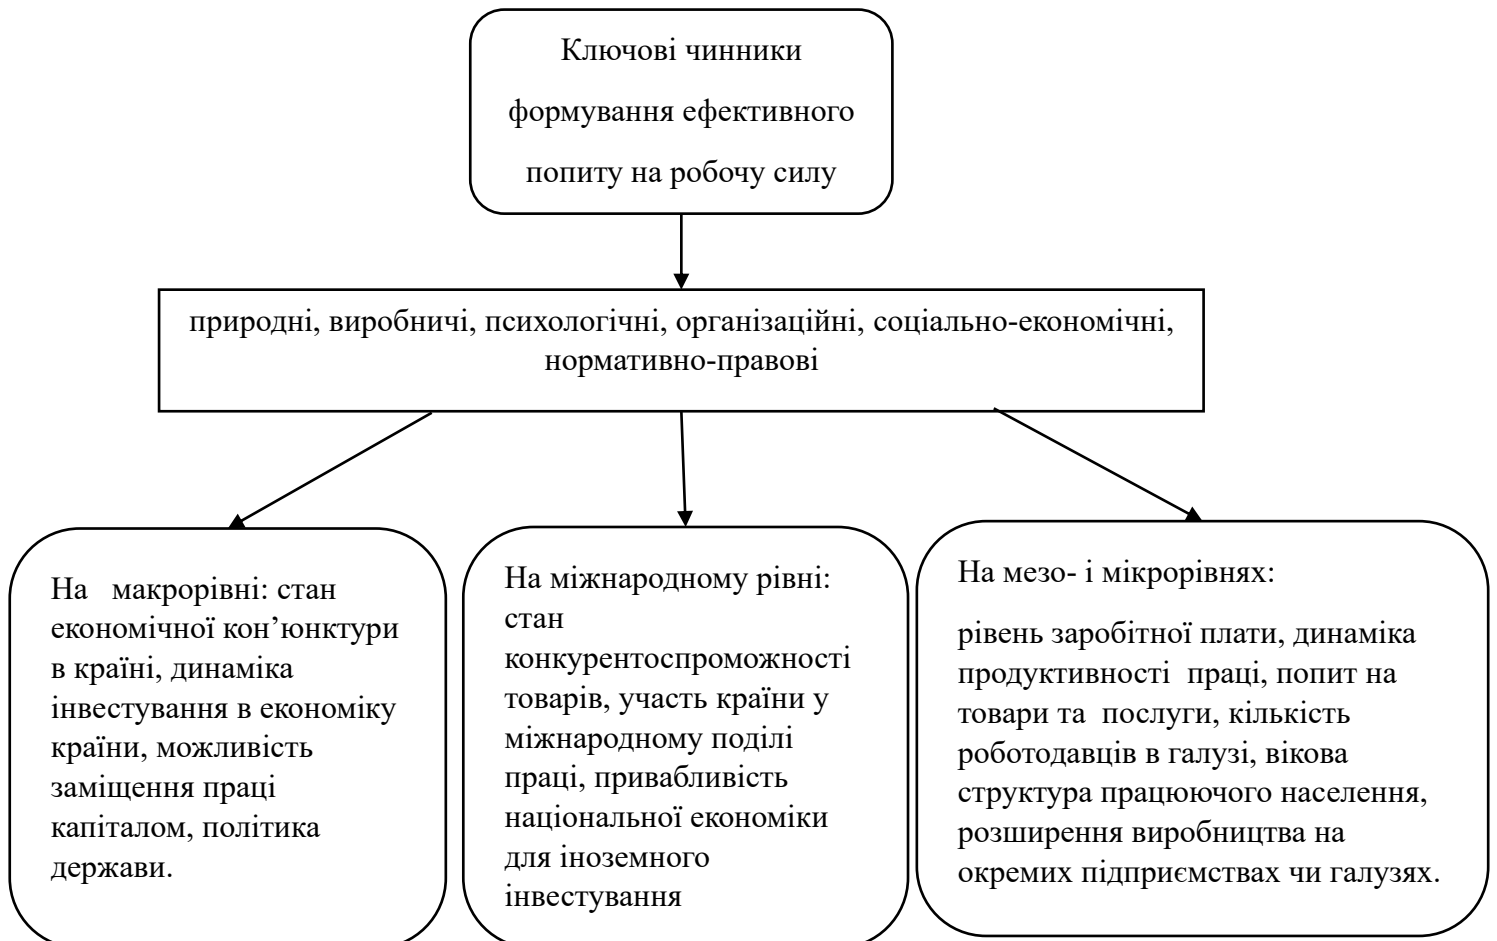 Ключові чинники
формування ефективного
попиту на робочу силу
природні, виробничі, психологічні, організаційні, соціально-економічні,
нормативно-правові
На макрорівні: стан
економічної кон’юнктури
в країні, динаміка
інвестування в економіку
країни, можливість
заміщення праці
капіталом, політика
держави.
На міжнародному рівні:
стан
конкурентоспроможності
товарів, участь країни у
міжнародному поділі
праці, привабливість
національної економіки
для іноземного
інвестування
На мезо- і мікрорівнях:
рівень заробітної плати, динаміка
продуктивності праці, попит на
товари та послуги, кількість
роботодавців в галузі, вікова
структура працюючого населення,
розширення виробництва на
окремих підприємствах чи галузях.